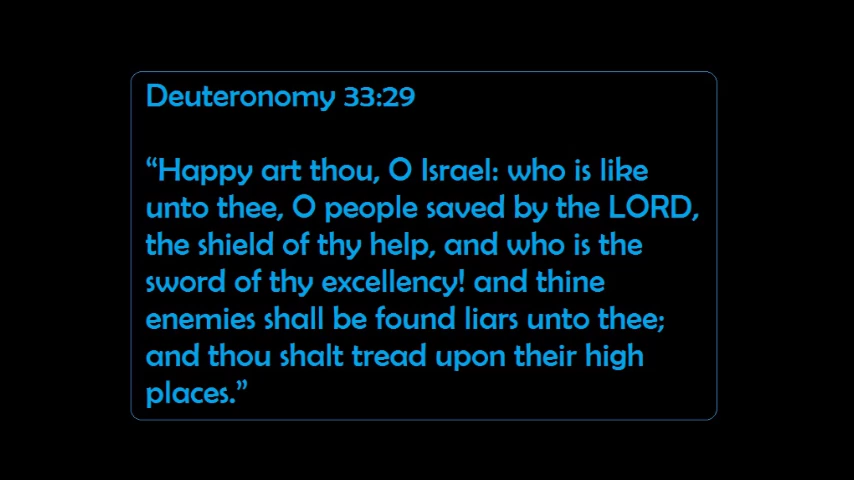 Deuteronomy 33:29
“Happy art thou, O Israel: who is like
unto thee, O people saved by the LORD,
the shield of thy help, and who is the
sword of thy excellency! and thine
enemies shall be found liars unto thee;
and thou shalt tread upon their high
places.”